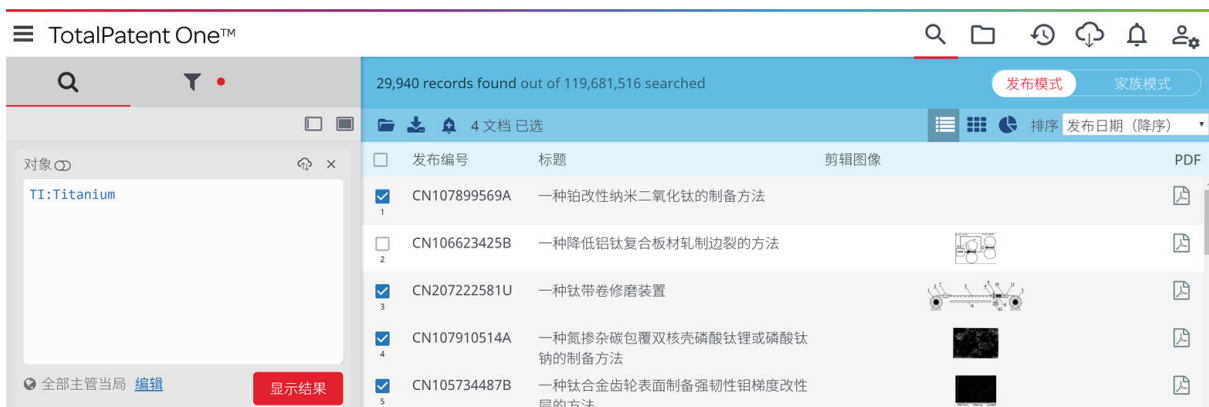 TotalPatent One™
29,940 records found out of 119,681,516 searched
发布模式 家族模式
4 文档 已选
排序 发布日期（降序）
对象
TI:Titanium
全部主管当局 编辑
显示结果
发布编号 标题 剪辑图像 PDF
1 CN107899569A 一种铂改性纳米二氧化钛的制备方法
2 CN106623425B 一种降低铝钛复合板材轧制边裂的方法
3 CN207222581U 一种钛带卷修磨装置
4 CN107910514A 一种氮掺杂碳包覆双核壳磷酸钛锂或磷酸钛
钠的制备方法
5 CN105734487B 一种钛合金齿轮表面制备强韧性钼梯度改性
层的方法